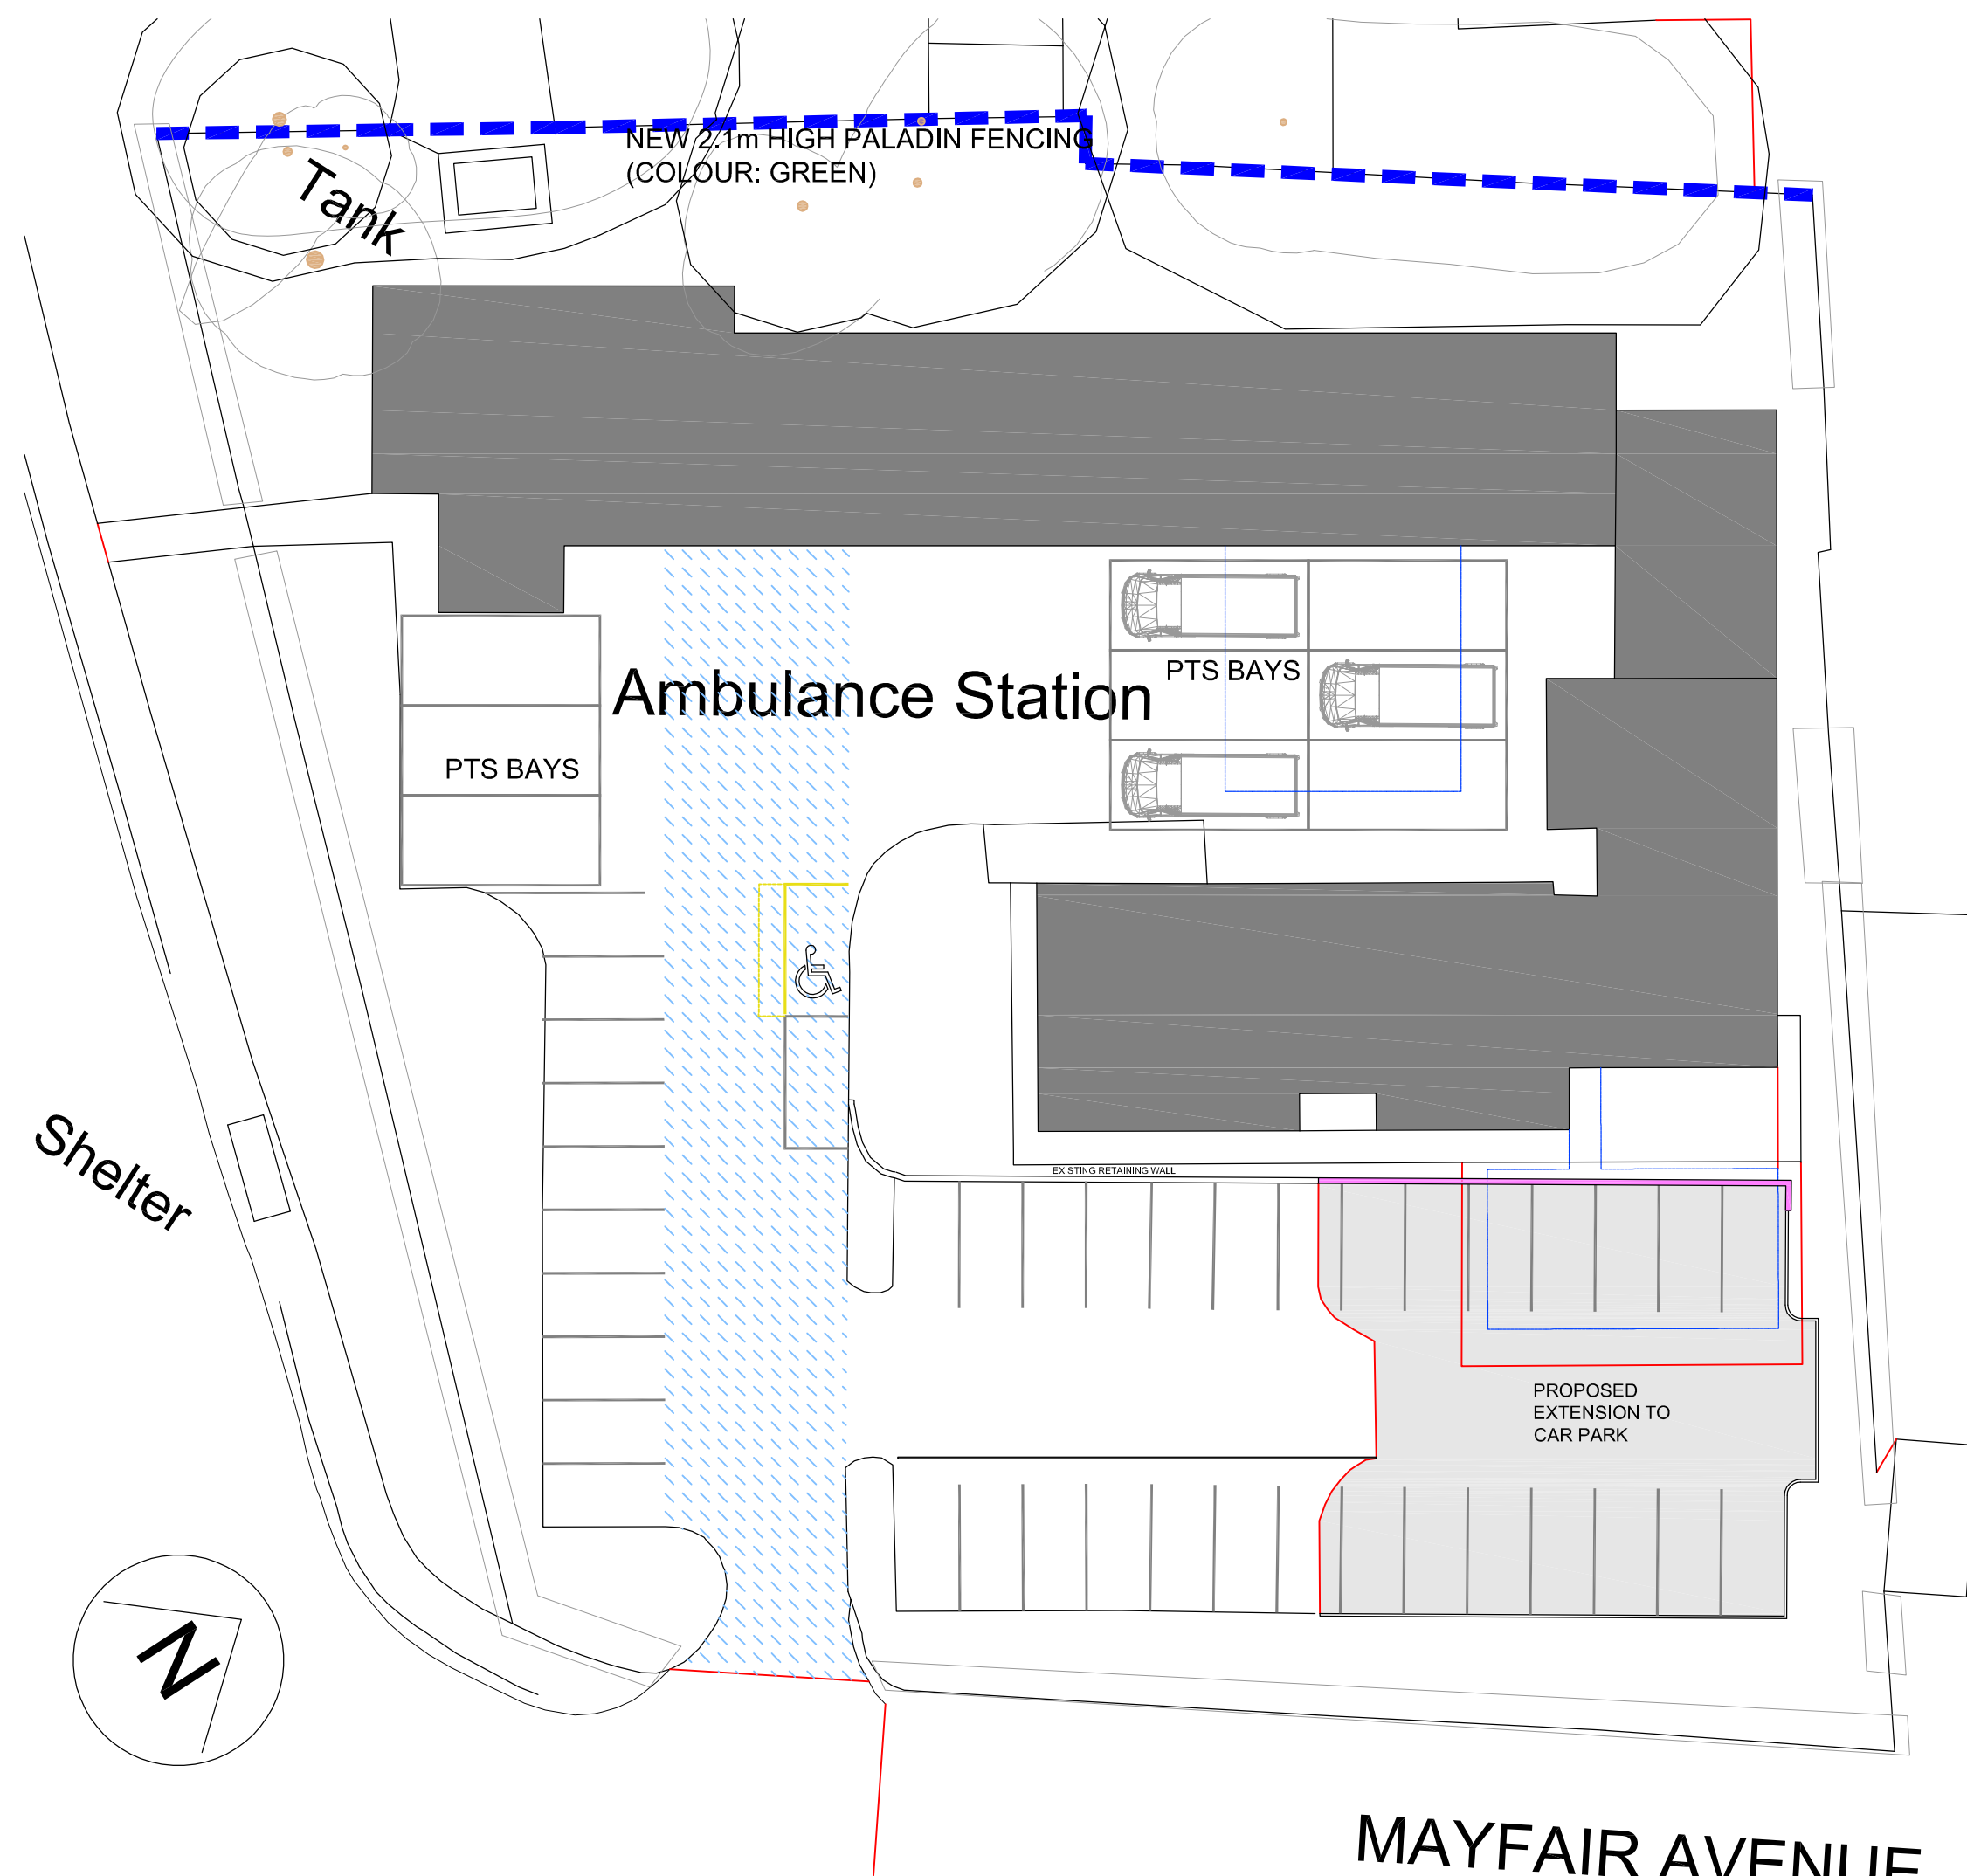 NEW 2.1m HIGH PALADIN FENCING
(COLOUR: GREEN)
Tank
Ambulance Station
PTS BAYS
PTS BAYS
Shelter
EXISTING RETAINING WALL
PROPOSED
EXTENSION TO
CAR PARK
N
MAYFAIR AVENUE